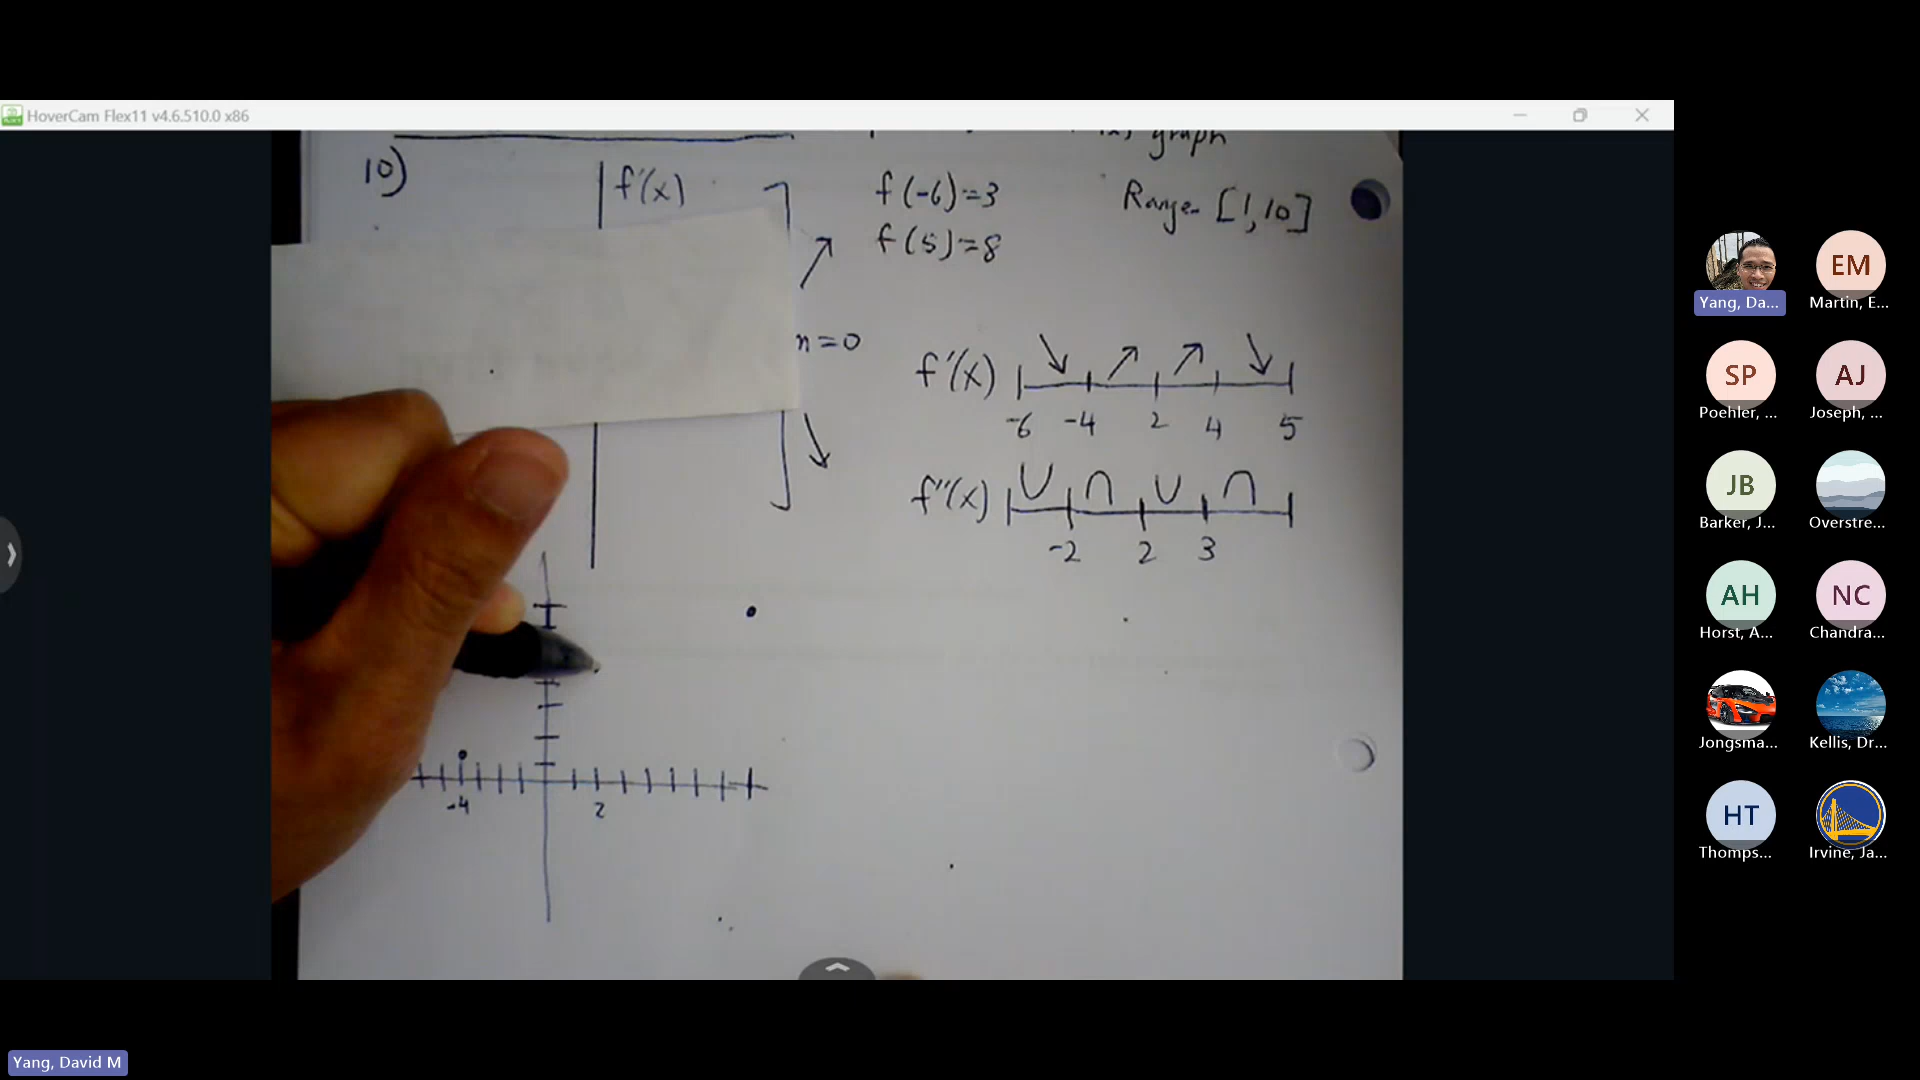 HoverCam Flex11 v4.6.510.0 x86
graph
10)
f'(x)
f(-6)=3
f(5)=8
Range - [1,10]
m=0
f'(x)
-6 -4 2 4 5
f''(x)
-2 2 3
-4 2
Yang, Da...
EM
Martin, E...
SP
Poehler, ...
AJ
Joseph, ...
JB
Barker, J...
Overstre...
AH
Horst, A...
NC
Chandra...
Jongsma...
Kellis, Dr...
HT
Thomps...
Irvine, Ja...
Yang, David M